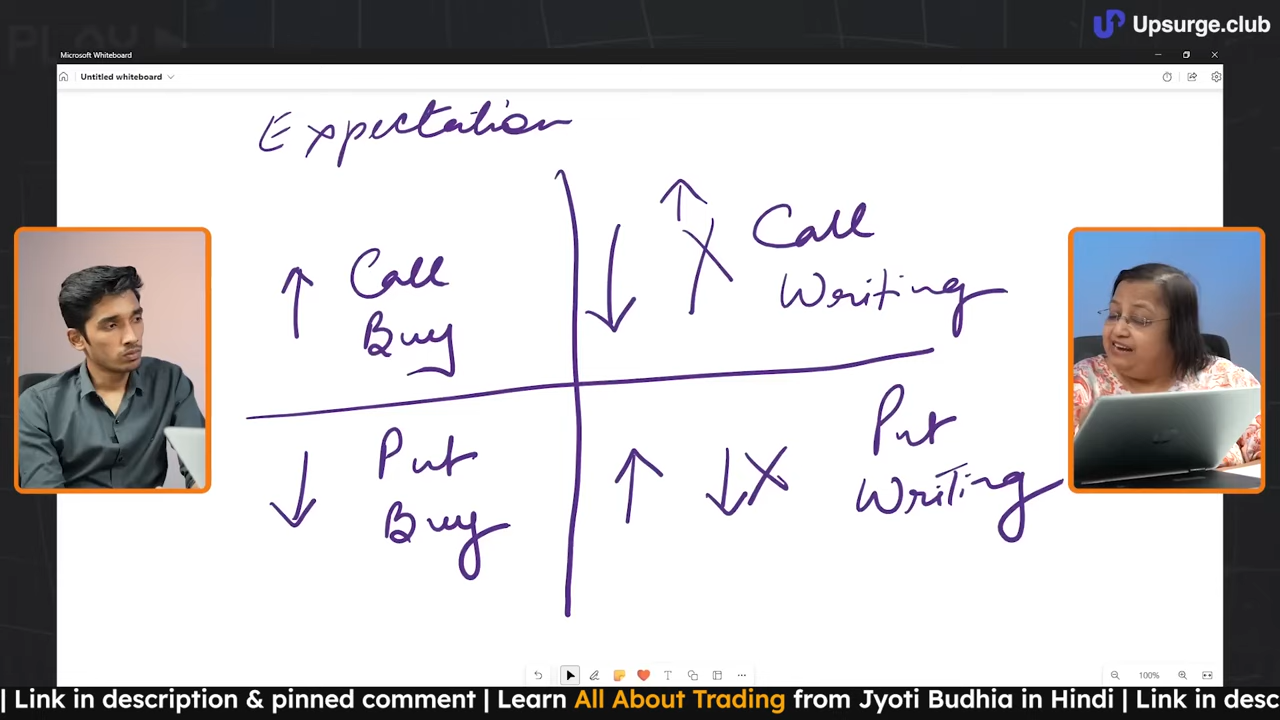 Upsurge.club
Microsoft Whiteboard
Untitled whiteboard
Expectation
↑ Call
Buy
↓ ↑ X Call
Writing
↓ Put
Buy
↑ ↓ X Put
Writing
100%
| Link in description & pinned comment | Learn All About Trading from Jyoti Budhia in Hindi | Link in desc